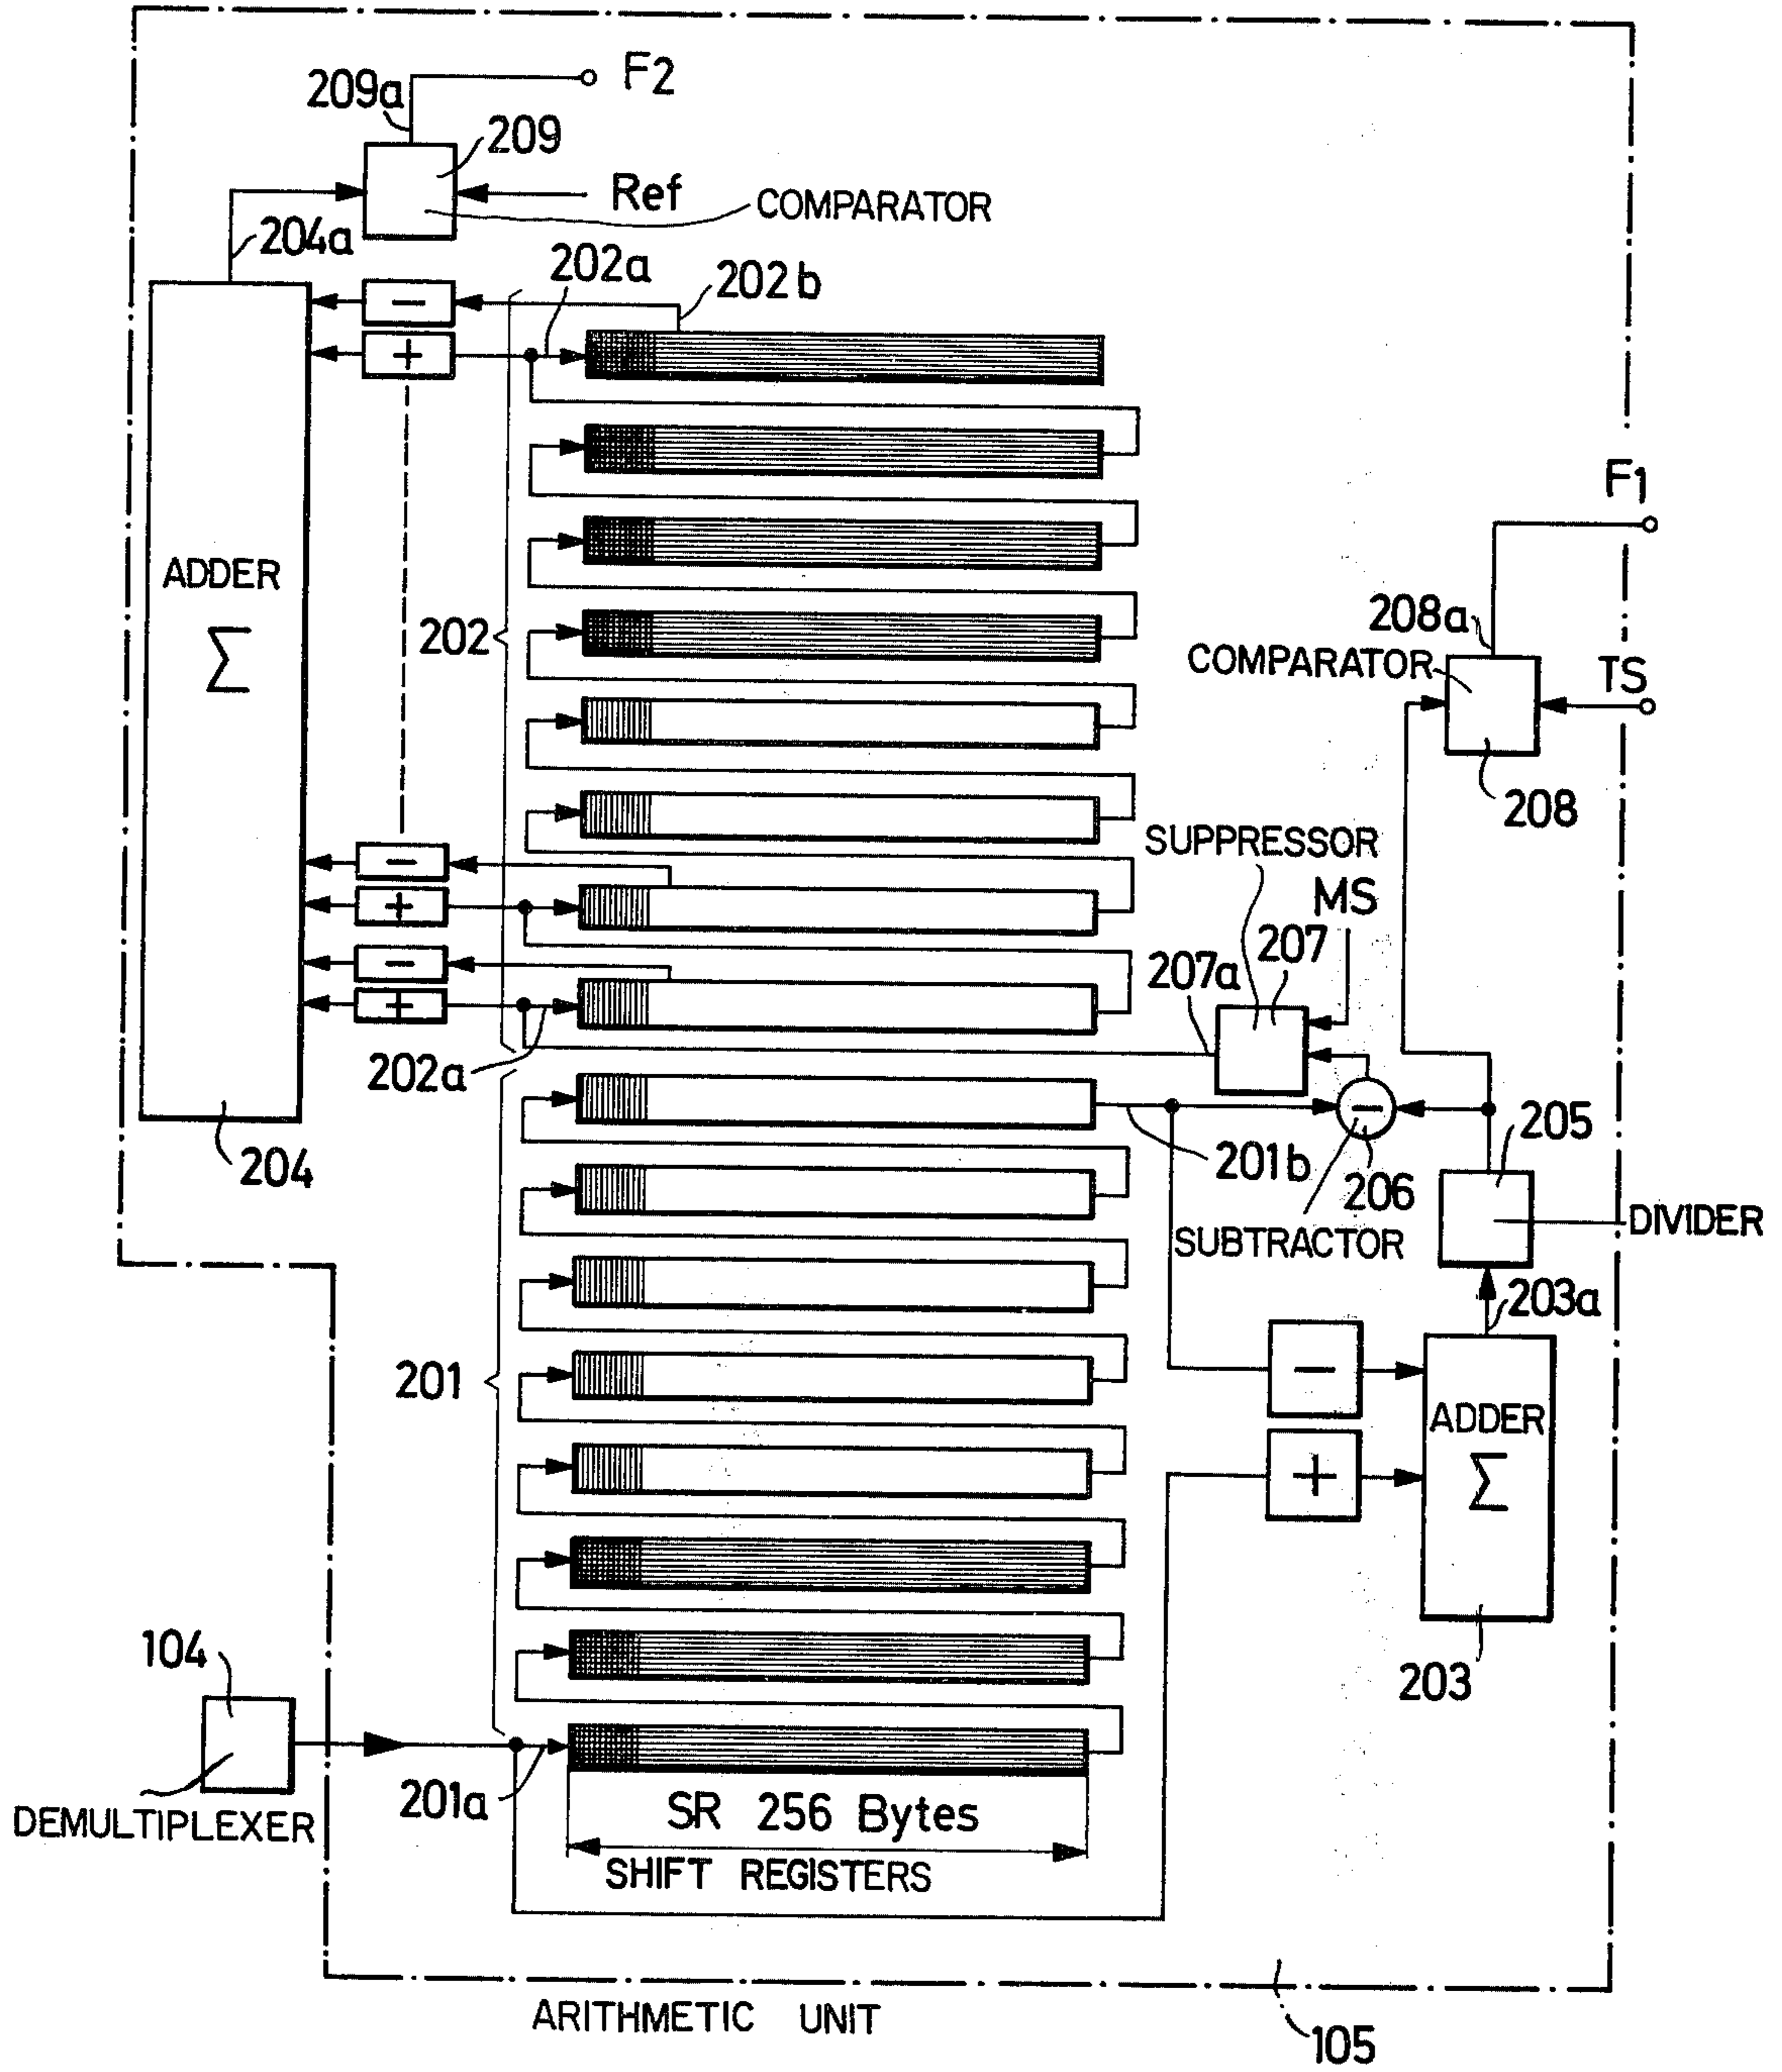 F2
209a
209
Ref
COMPARATOR
204a
202a
202b
−
+
F1
ADDER
Σ
202
208a
COMPARATOR
TS
208
SUPPRESSOR
MS
−
+
207
−
207a
+
202a
−
205
204
201b
206
SUBTRACTOR
DIVIDER
203a
−
201
ADDER
+
Σ
104
203
201a
DEMULTIPLEXER
SR 256 Bytes
SHIFT REGISTERS
ARITHMETIC UNIT
105